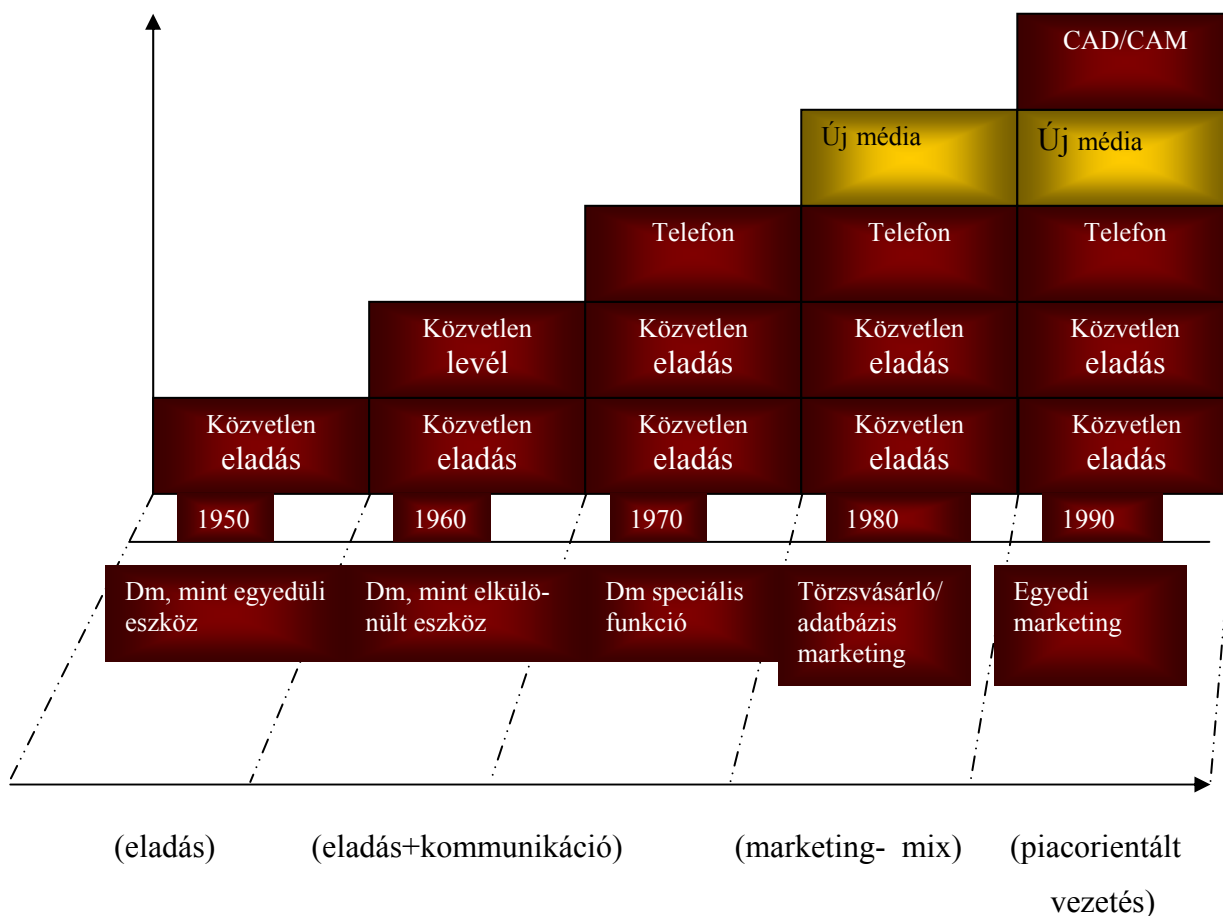 CAD/CAM
Új média
Új média
Telefon
Telefon
Telefon
Közvetlen
levél
Közvetlen
eladás
Közvetlen
eladás
Közvetlen
eladás
Közvetlen
eladás
Közvetlen
eladás
Közvetlen
eladás
Közvetlen
eladás
Közvetlen
eladás
1950
1960
1970
1980
1990
Dm, mint egyedüli
eszköz
Dm, mint elkülö-
nült eszköz
Dm speciális
funkció
Törzsvásárló/
adatbázis
marketing
Egyedi
marketing
(eladás)
(eladás+kommunikáció)
(marketing- mix)
(piacorientált
vezetés)